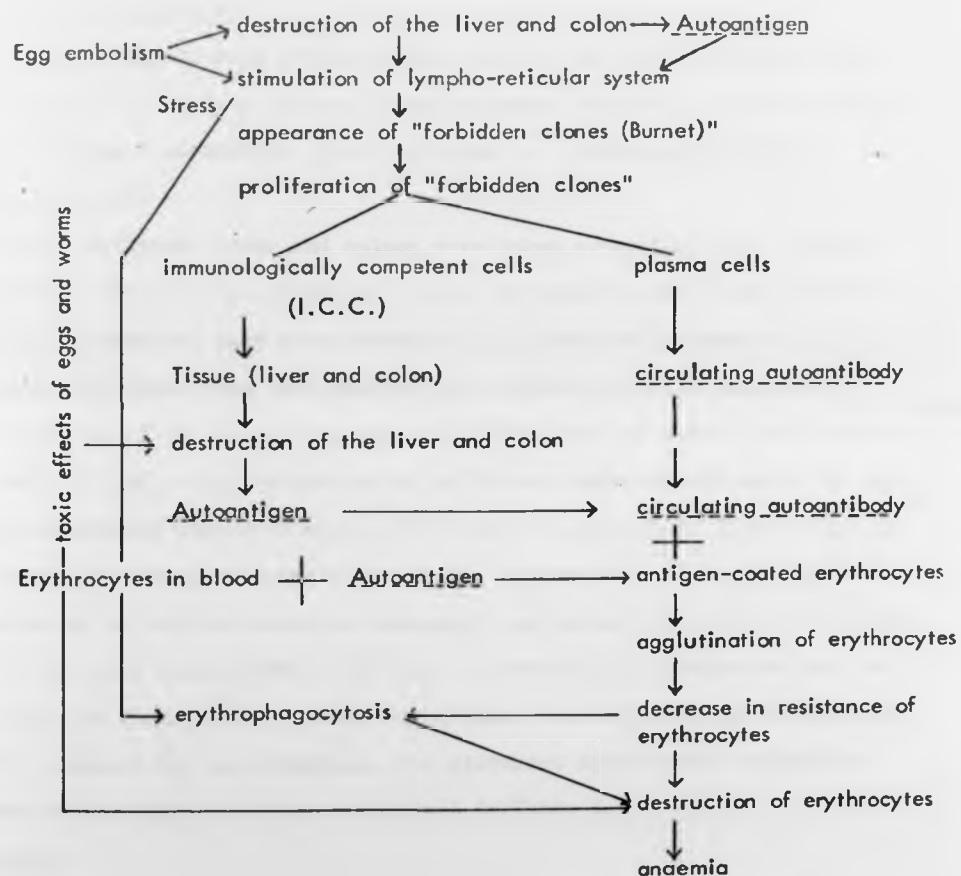 destruction of the liver and colon
Autoantigen
Egg embolism
stimulation of lympho-reticular system
Stress
appearance of "forbidden clones (Burnet)"
proliferation of "forbidden clones"
toxic effects of eggs and worms
immunologically competent cells
(I.C.C.)
plasma cells
Tissue (liver and colon)
circulating autoantibody
destruction of the liver and colon
Autoantigen
circulating autoantibody
Erythrocytes in blood
Autoantigen
antigen-coated erythrocytes
agglutination of erythrocytes
erythrophagocytosis
decrease in resistance of
erythrocytes
destruction of erythrocytes
anaemia